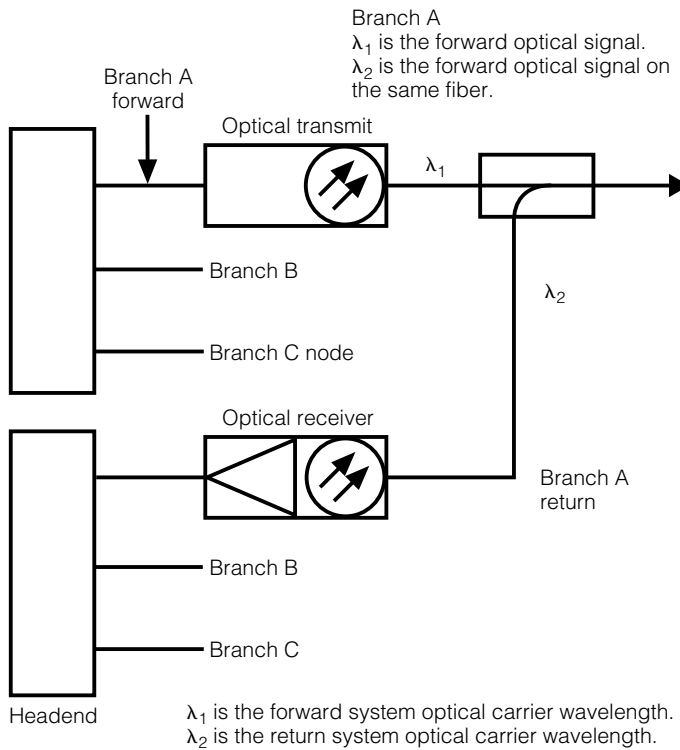 Branch A
λ1 is the forward optical signal.
λ2 is the forward optical signal on
the same fiber.
Branch A
forward
Optical transmit
λ1
Branch B
λ2
Branch C node
Optical receiver
Branch A
return
Branch B
Branch C
Headend
λ1 is the forward system optical carrier wavelength.
λ2 is the return system optical carrier wavelength.